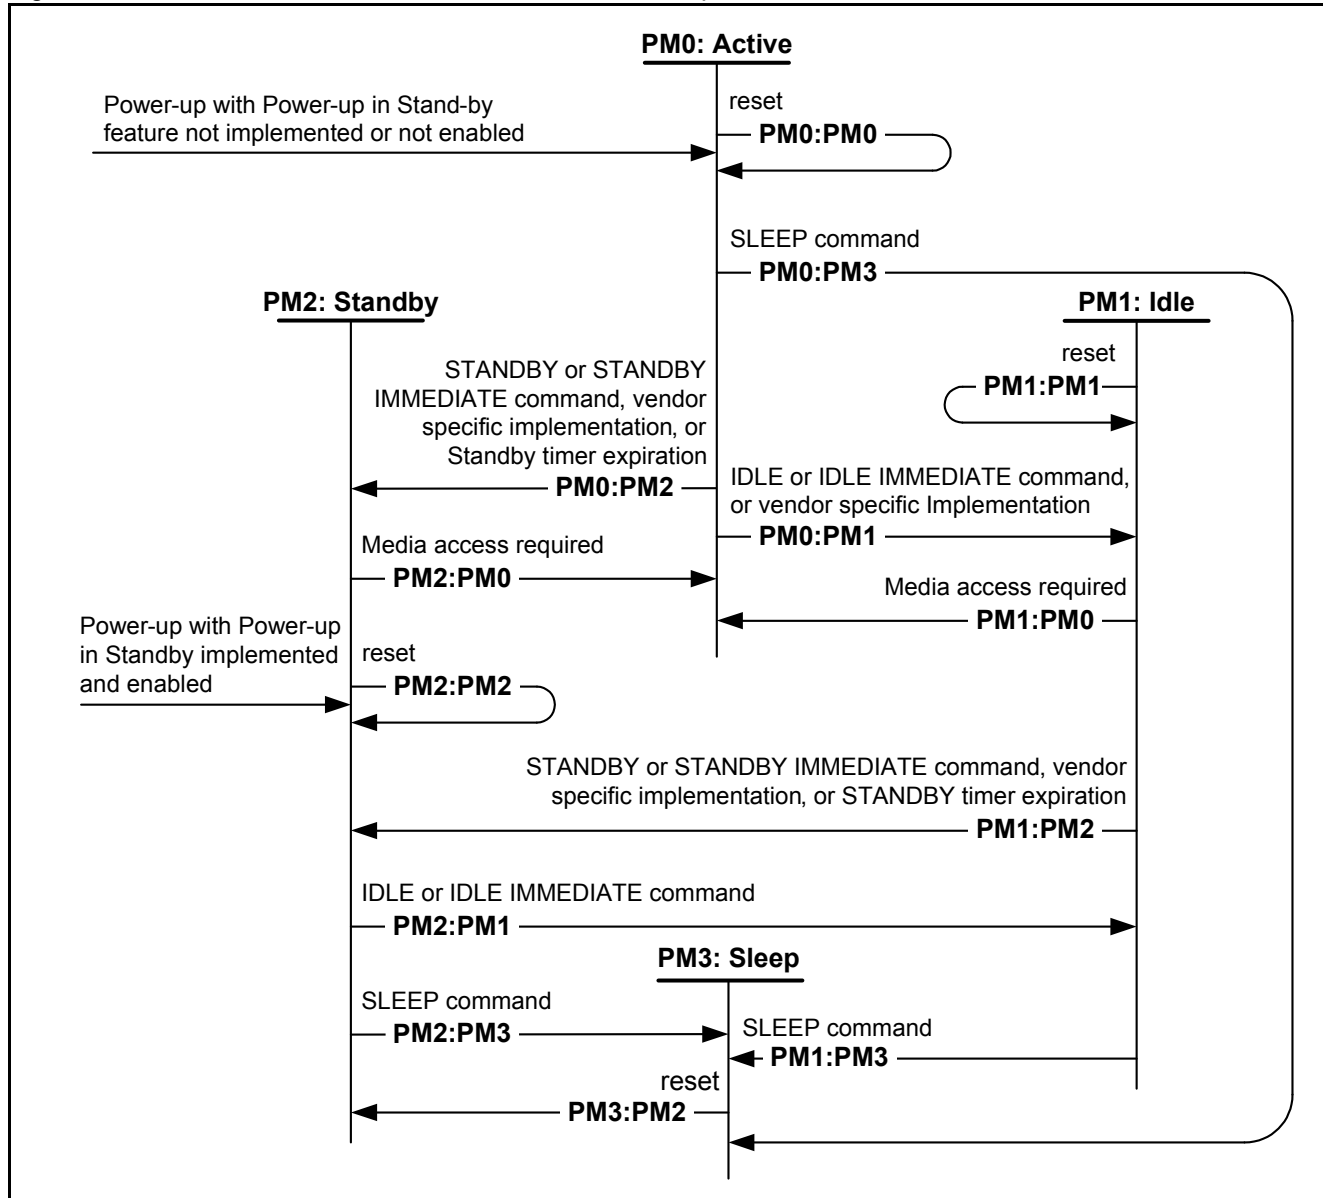 PM0: Active
Power-up with Power-up in Stand-by
feature not implemented or not enabled
reset
PM0:PM0
SLEEP command
PM0:PM3
PM2: Standby
PM1: Idle
reset
PM1:PM1
STANDBY or STANDBY
IMMEDIATE command, vendor
specific implementation, or
Standby timer expiration
PM0:PM2
IDLE or IDLE IMMEDIATE command,
or vendor specific Implementation
PM0:PM1
Media access required
PM2:PM0
Media access required
PM1:PM0
Power-up with Power-up
in Standby implemented
and enabled
reset
PM2:PM2
STANDBY or STANDBY IMMEDIATE command, vendor
specific implementation, or STANDBY timer expiration
PM1:PM2
IDLE or IDLE IMMEDIATE command
PM2:PM1
PM3: Sleep
SLEEP command
PM2:PM3
SLEEP command
PM1:PM3
reset
PM3:PM2